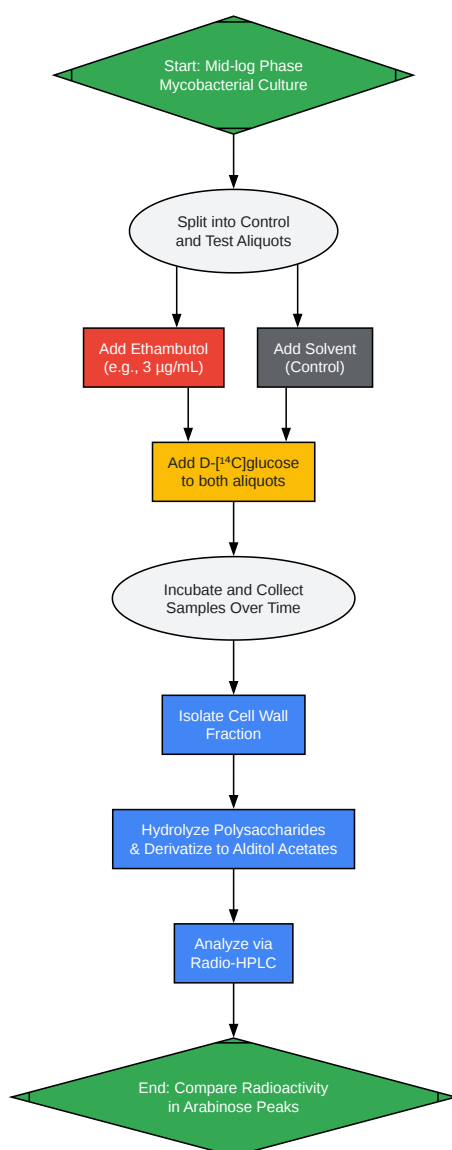 Start: Mid-log Phase
Mycobacterial Culture
Split into Control
and Test Aliquots
Add Ethambutol
(e.g., 3 µg/mL)
Add Solvent
(Control)
Add D-[¹⁴C]glucose
to both aliquots
Incubate and Collect
Samples Over Time
Isolate Cell Wall
Fraction
Hydrolyze Polysaccharides
& Derivatize to Alditol Acetates
Analyze via
Radio-HPLC
End: Compare Radioactivity
in Arabinose Peaks